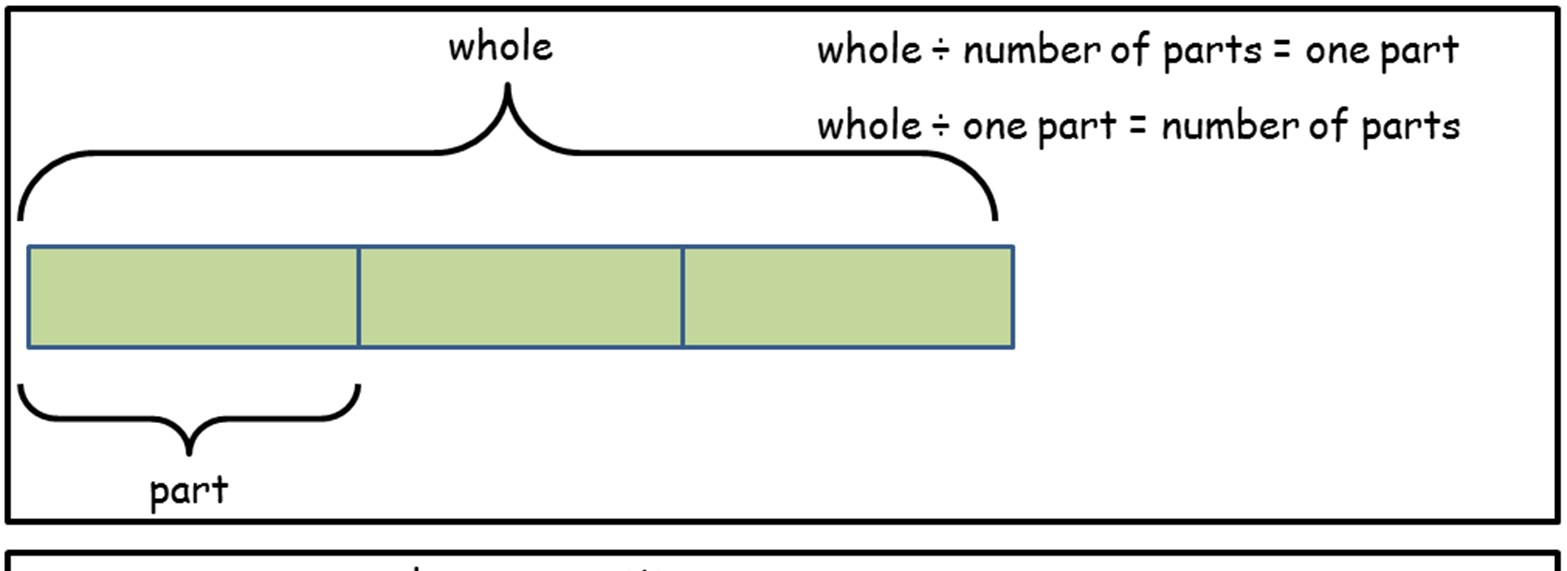 whole
whole ÷ number of parts = one part
whole ÷ one part = number of parts
part